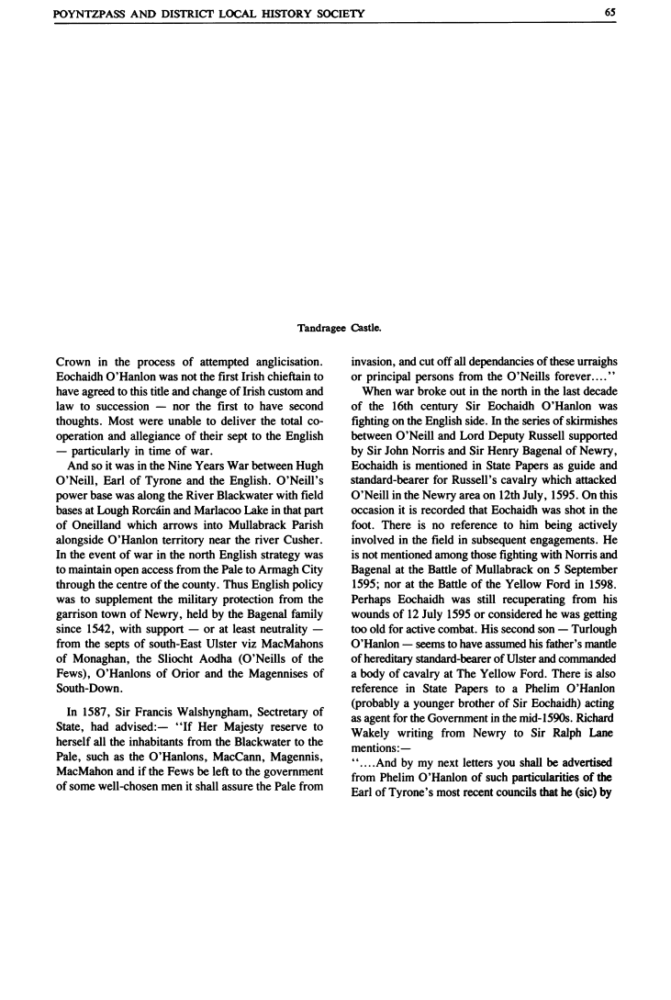 POYNTZPASS AND DISTRICT LOCAL HISTORY SOCIETY 65
Tandragee Castle.
Crown in the process of attempted anglicisation.
Eochaidh O'Hanlon was not the first Irish chieftain to
have agreed to this title and change of Irish custom and
law to succession — nor the first to have second
thoughts. Most were unable to deliver the total co-
operation and allegiance of their sept to the English
— particularly in time of war.
And so it was in the Nine Years War between Hugh
O'Neill, Earl of Tyrone and the English. O'Neill's
power base was along the River Blackwater with field
bases at Lough Rorcáin and Marlacoo Lake in that part
of Oneilland which arrows into Mullabrack Parish
alongside O'Hanlon territory near the river Cusher.
In the event of war in the north English strategy was
to maintain open access from the Pale to Armagh City
through the centre of the county. Thus English policy
was to supplement the military protection from the
garrison town of Newry, held by the Bagenal family
since 1542, with support — or at least neutrality —
from the septs of south-East Ulster viz MacMahons
of Monaghan, the Sliocht Aodha (O'Neills of the
Fews), O'Hanlons of Orior and the Magennises of
South-Down.
In 1587, Sir Francis Walshyngham, Sectretary of
State, had advised:— “If Her Majesty reserve to
herself all the inhabitants from the Blackwater to the
Pale, such as the O'Hanlons, MacCann, Magennis,
MacMahon and if the Fews be left to the government
of some well-chosen men it shall assure the Pale from
invasion, and cut off all dependancies of these urraighs
or principal persons from the O'Neills forever....”
When war broke out in the north in the last decade
of the 16th century Sir Eochaidh O'Hanlon was
fighting on the English side. In the series of skirmishes
between O'Neill and Lord Deputy Russell supported
by Sir John Norris and Sir Henry Bagenal of Newry,
Eochaidh is mentioned in State Papers as guide and
standard-bearer for Russell's cavalry which attacked
O'Neill in the Newry area on 12th July, 1595. On this
occasion it is recorded that Eochaidh was shot in the
foot. There is no reference to him being actively
involved in the field in subsequent engagements. He
is not mentioned among those fighting with Norris and
Bagenal at the Battle of Mullabrack on 5 September
1595; nor at the Battle of the Yellow Ford in 1598.
Perhaps Eochaidh was still recuperating from his
wounds of 12 July 1595 or considered he was getting
too old for active combat. His second son — Turlough
O'Hanlon — seems to have assumed his father's mantle
of hereditary standard-bearer of Ulster and commanded
a body of cavalry at The Yellow Ford. There is also
reference in State Papers to a Phelim O'Hanlon
(probably a younger brother of Sir Eochaidh) acting
as agent for the Government in the mid-1590s. Richard
Wakely writing from Newry to Sir Ralph Lane
mentions:—
“....And by my next letters you shall be advertised
from Phelim O'Hanlon of such particularities of the
Earl of Tyrone's most recent councils that he (sic) by